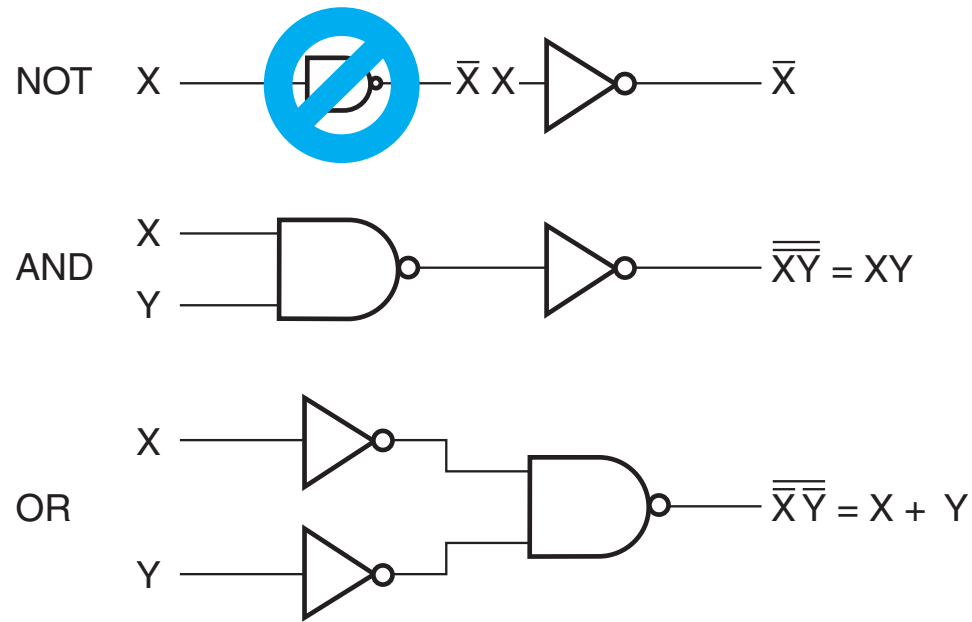 NOT X X̅ X X̅
X
AND X̅̅Y̅̅ = XY
Y
X
OR X̿ Y̿ = X + Y
Y